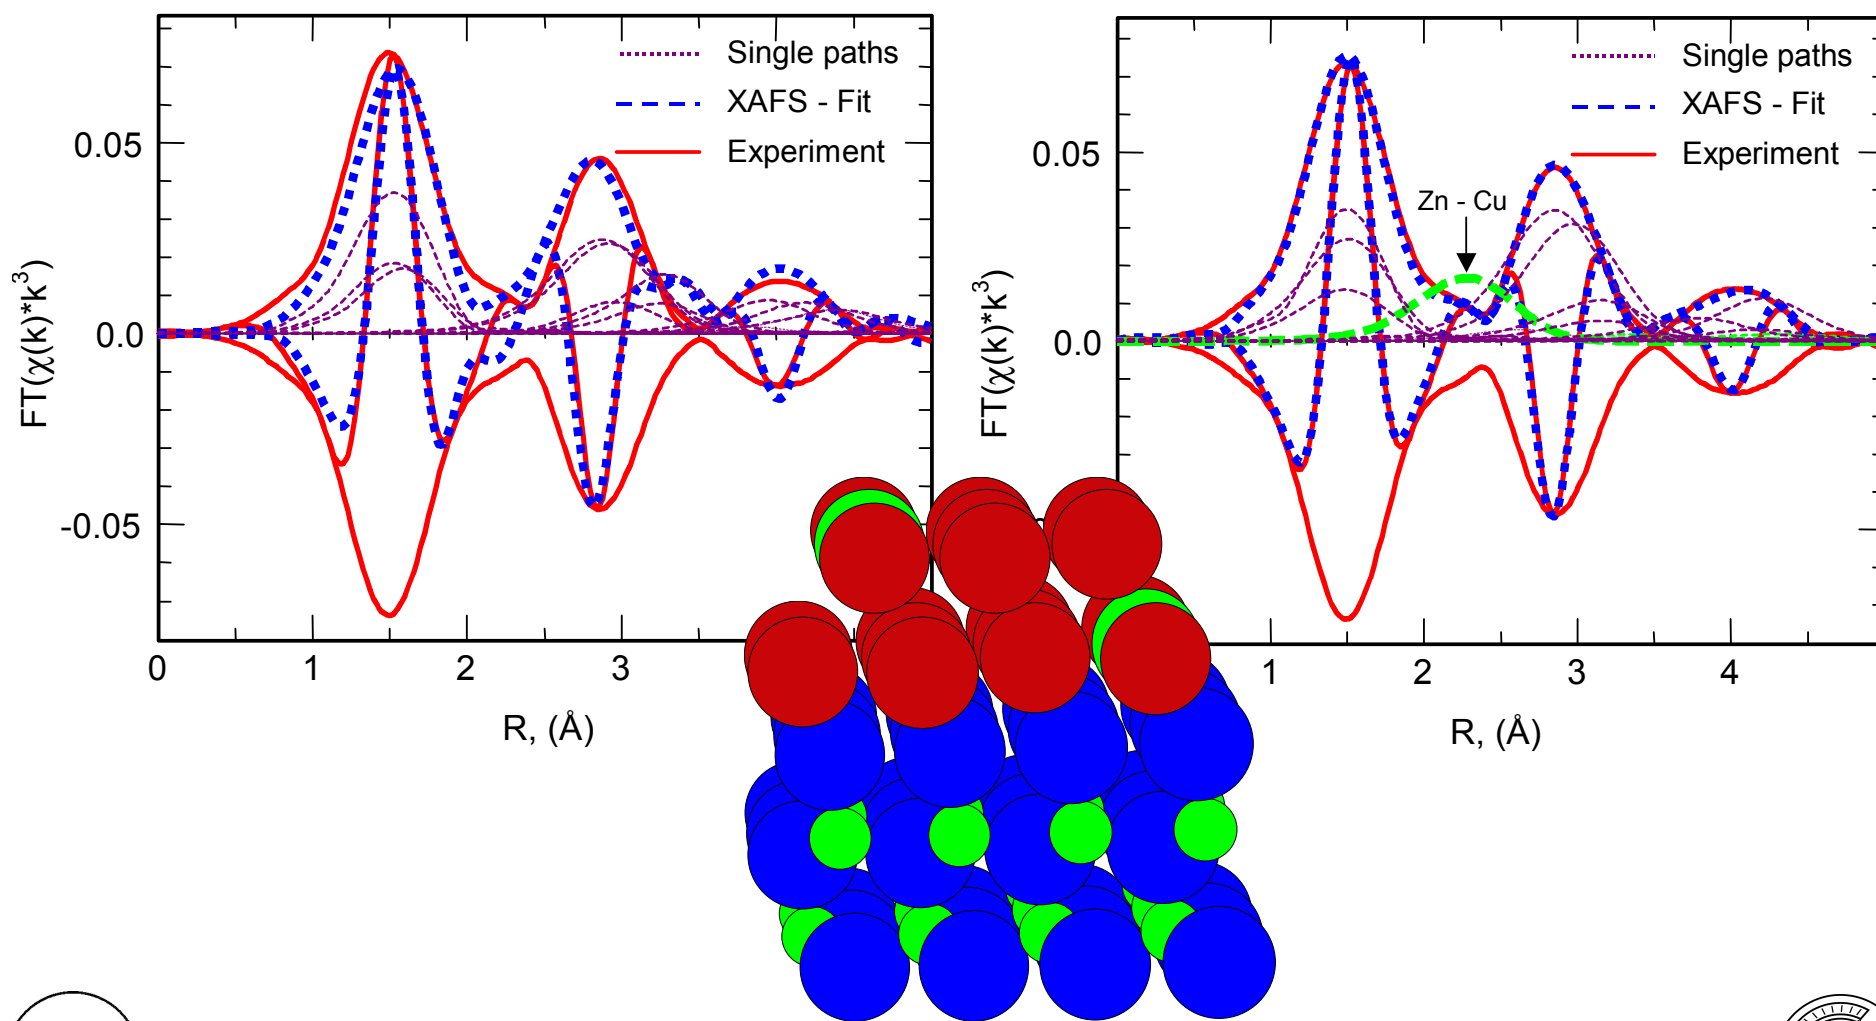 Single paths
XAFS - Fit
Experiment
0.05
0.0
-0.05
FT(χ(k)*k³)
0 1 2 3
R, (Å)
Single paths
XAFS - Fit
Experiment
Zn - Cu
0.05
0.0
FT(χ(k)*k³)
1 2 3 4
R, (Å)